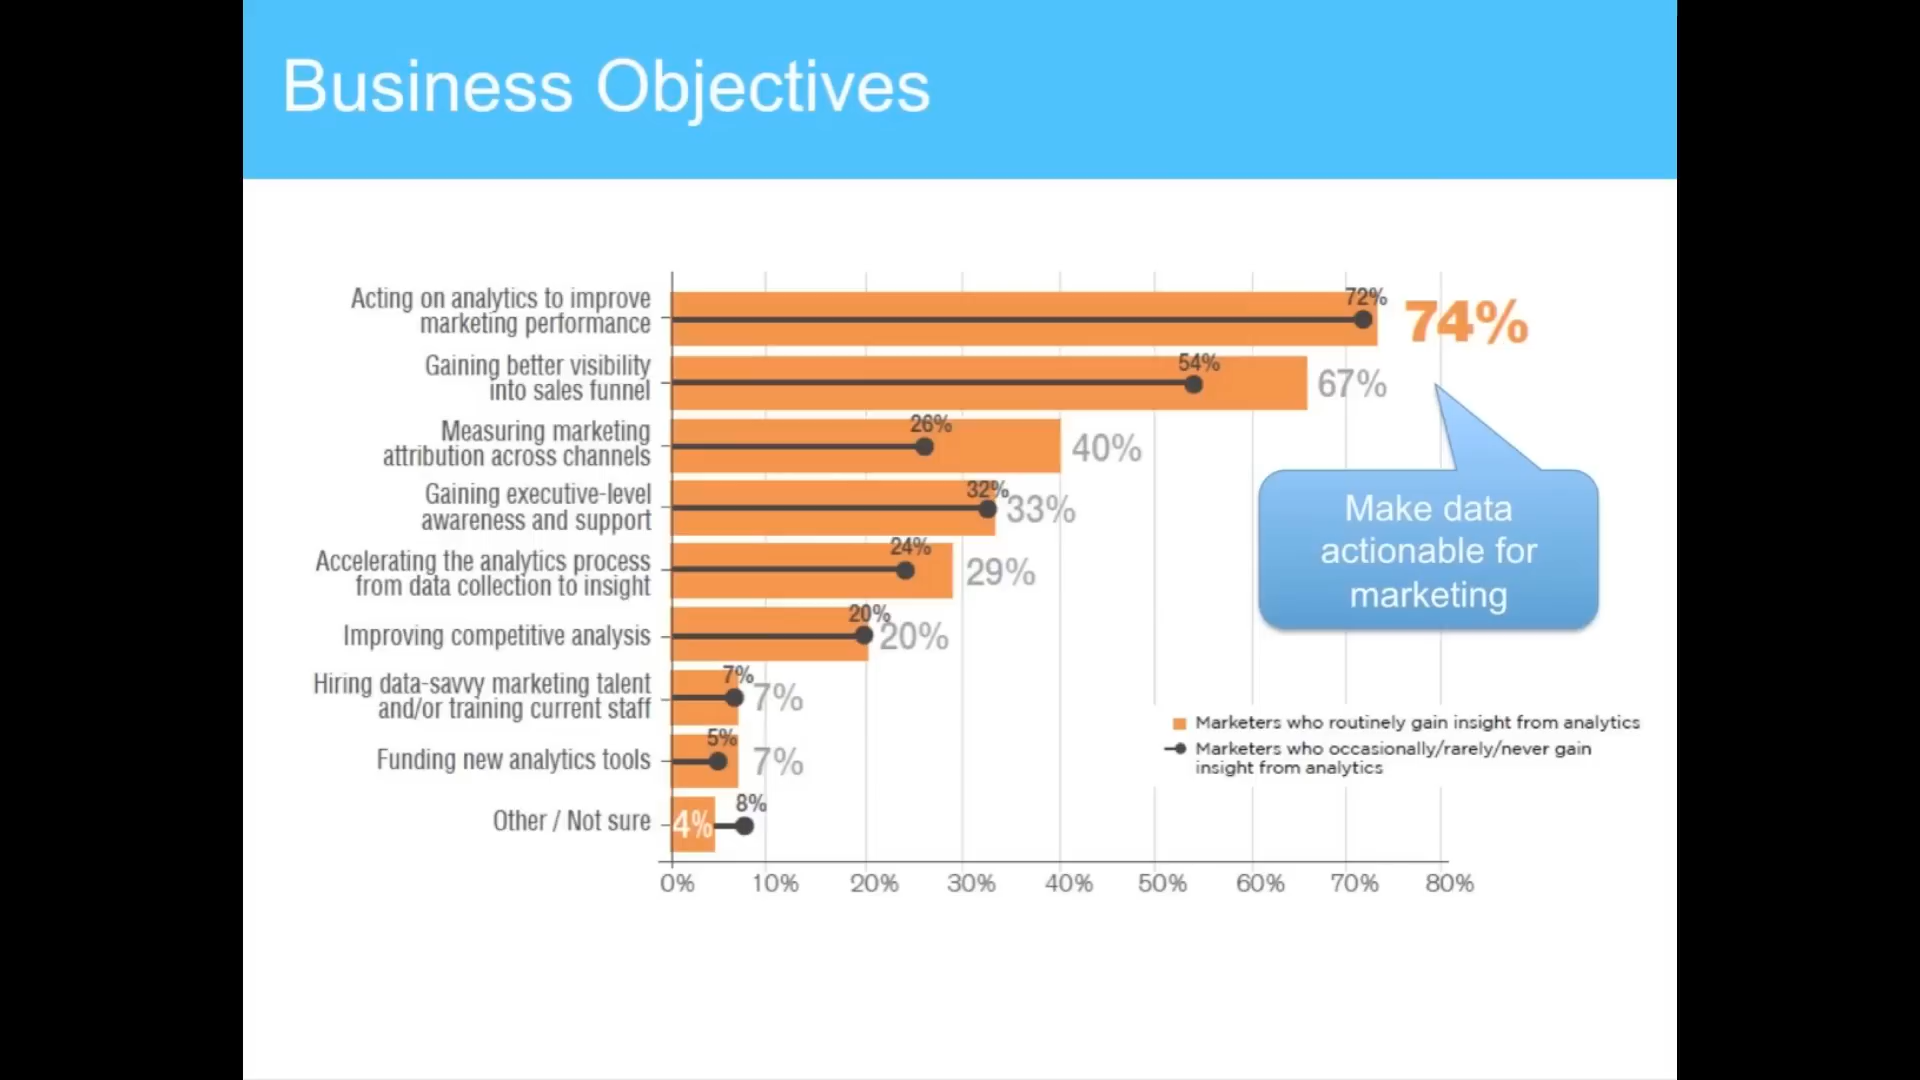 Business Objectives
Acting on analytics to improve
marketing performance
72%
74%
Gaining better visibility
into sales funnel
54%
67%
Measuring marketing
attribution across channels
26%
40%
Gaining executive-level
awareness and support
32%
33%
Accelerating the analytics process
from data collection to insight
24%
29%
Improving competitive analysis
20%
20%
Hiring data-savvy marketing talent
and/or training current staff
7%
7%
Funding new analytics tools
5%
7%
Other / Not sure
4%
8%
0% 10% 20% 30% 40% 50% 60% 70% 80%
Make data
actionable for
marketing
Marketers who routinely gain insight from analytics
Marketers who occasionally/rarely/never gain
insight from analytics